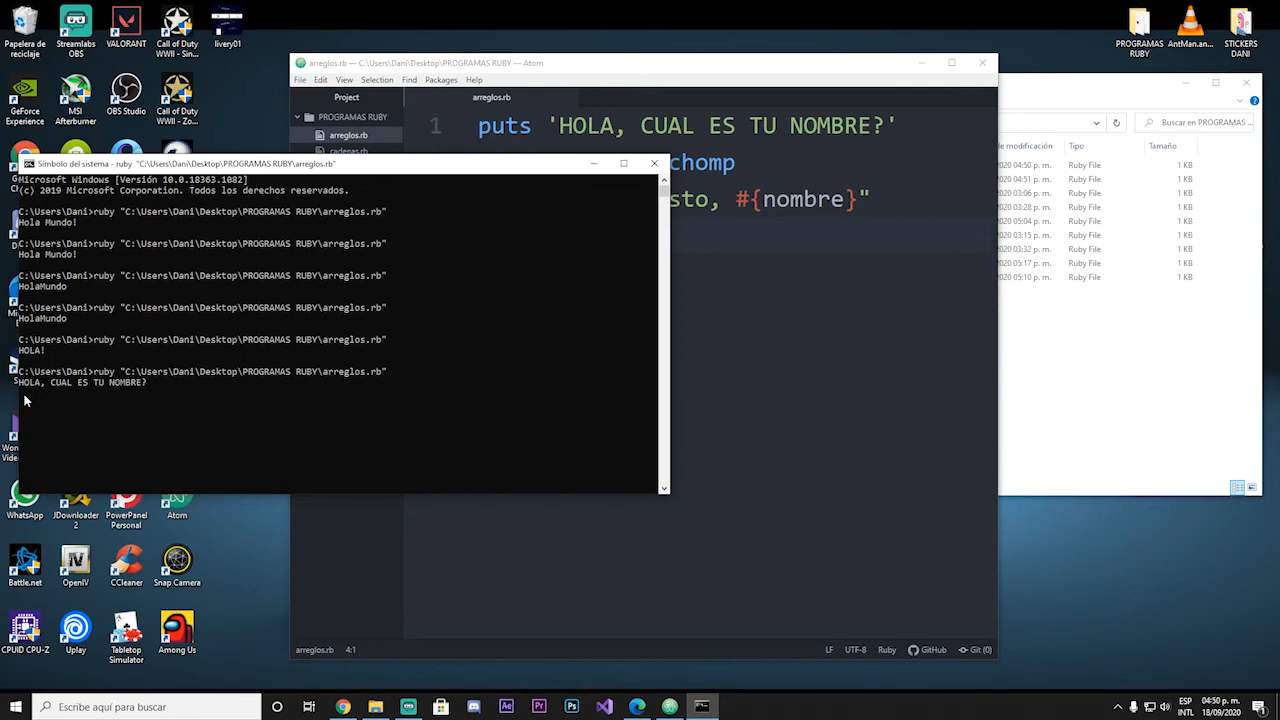 Papelera de reciclaje
Streamlabs OBS
VALORANT
Call of Duty WWII - Sin...
livery01
GeForce Experience
MSI Afterburner
OBS Studio
Call of Duty WWII - Zo...
PROGRAMAS RUBY
AntMan.an...
STICKERS DANI
arreglos.rb — C:\Users\Dani\Desktop\PROGRAMAS RUBY — Atom
File Edit View Selection Find Packages Help
Project
arreglos.rb
PROGRAMAS RUBY
arreglos.rb
cadenas.rb
1 puts 'HOLA, CUAL ES TU NOMBRE?'
chomp
sto, #{nombre}"
Símbolo del sistema - ruby "C:\Users\Dani\Desktop\PROGRAMAS RUBY\arreglos.rb"
Microsoft Windows [Versión 10.0.18363.1082]
(c) 2019 Microsoft Corporation. Todos los derechos reservados.
C:\Users\Dani>ruby "C:\Users\Dani\Desktop\PROGRAMAS RUBY\arreglos.rb"
Hola Mundo!
C:\Users\Dani>ruby "C:\Users\Dani\Desktop\PROGRAMAS RUBY\arreglos.rb"
Hola Mundo!
C:\Users\Dani>ruby "C:\Users\Dani\Desktop\PROGRAMAS RUBY\arreglos.rb"
HolaMundo
C:\Users\Dani>ruby "C:\Users\Dani\Desktop\PROGRAMAS RUBY\arreglos.rb"
HolaMundo
C:\Users\Dani>ruby "C:\Users\Dani\Desktop\PROGRAMAS RUBY\arreglos.rb"
HOLA!
C:\Users\Dani>ruby "C:\Users\Dani\Desktop\PROGRAMAS RUBY\arreglos.rb"
HOLA, CUAL ES TU NOMBRE?
Buscar en PROGRAMAS ...
de modificación Tipo Tamaño
2020 04:50 p. m. Ruby File 1 KB
2020 04:51 p. m. Ruby File 1 KB
2020 03:06 p. m. Ruby File 1 KB
2020 03:28 p. m. Ruby File 1 KB
2020 05:04 p. m. Ruby File 1 KB
2020 03:15 p. m. Ruby File 1 KB
2020 03:32 p. m. Ruby File 1 KB
2020 05:17 p. m. Ruby File 1 KB
2020 05:10 p. m. Ruby File 1 KB
WhatsApp
JDownloader 2
PowerPanel Personal
Atom
Battle.net
OpenIV
CCleaner
Snap Camera
CPUID CPU-Z
Uplay
Tabletop Simulator
Among Us
arreglos.rb 4:1 LF UTF-8 Ruby GitHub Git (0)
Escribe aquí para buscar
ESP
INTL
04:50 p. m.
18/09/2020